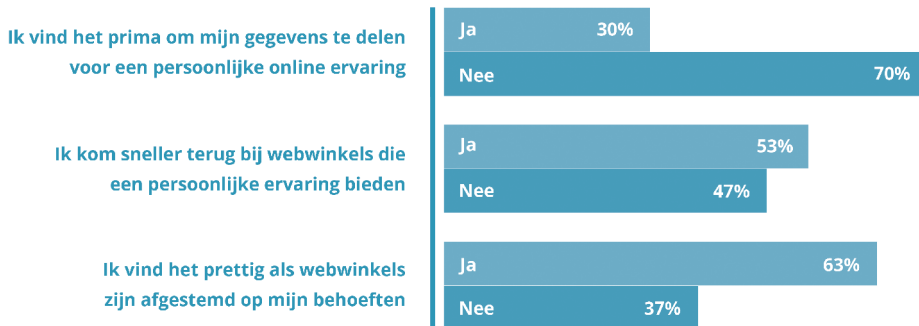 Ik vind het prima om mijn gegevens te delen
voor een persoonlijke online ervaring
Ja 30%
Nee 70%
Ik kom sneller terug bij webwinkels die
een persoonlijke ervaring bieden
Ja 53%
Nee 47%
Ik vind het prettig als webwinkels
zijn afgestemd op mijn behoeften
Ja 63%
Nee 37%